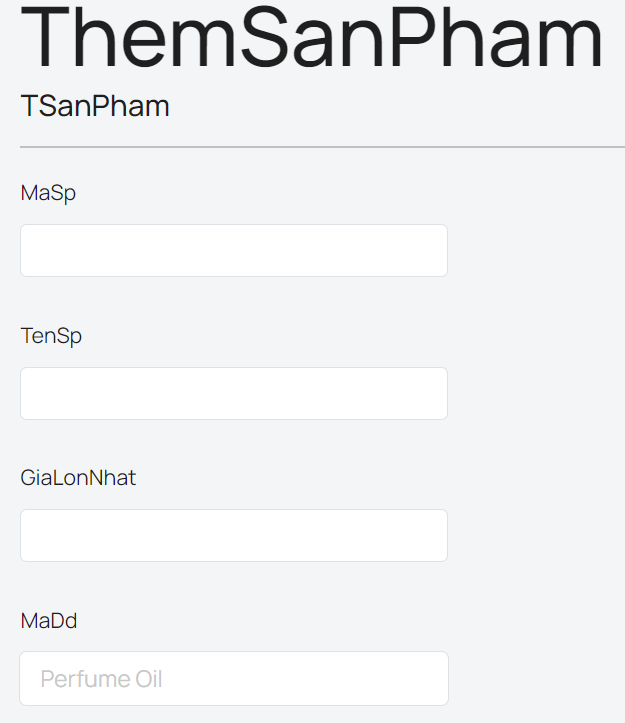 ThemSanPham
TSanPham
MaSp
TenSp
GiaLonNhat
MaDd
Perfume Oil